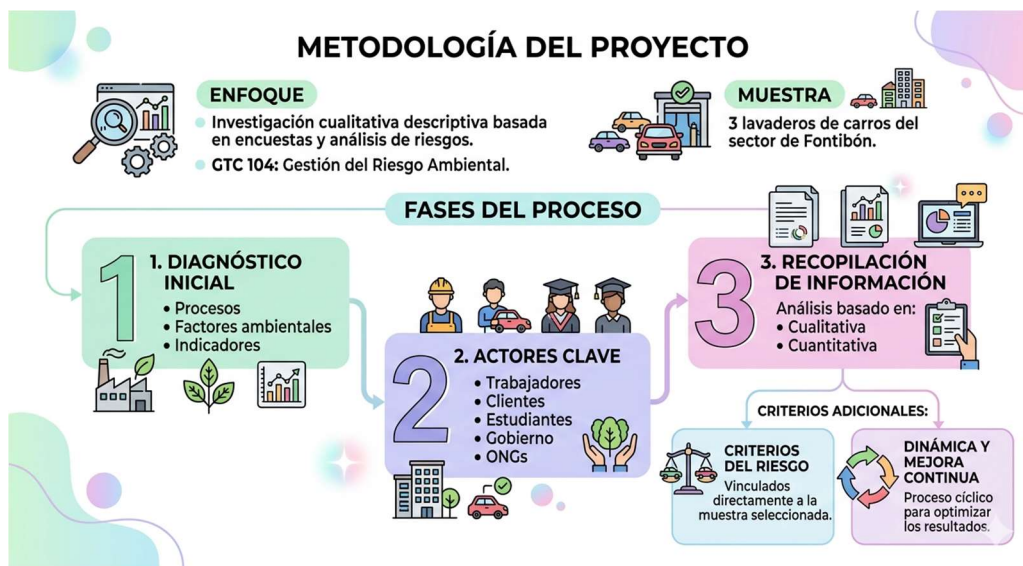 METODOLOGÍA DEL PROYECTO
ENFOQUE
• Investigación cualitativa descriptiva basada
en encuestas y análisis de riesgos.
• GTC 104: Gestión del Riesgo Ambiental.
MUESTRA
3 lavaderos de carros del
sector de Fontibón.
FASES DEL PROCESO
1
1. DIAGNÓSTICO
INICIAL
• Procesos
• Factores ambientales
• Indicadores
2
2. ACTORES CLAVE
• Trabajadores
• Clientes
• Estudiantes
• Gobierno
• ONGs
3
3. RECOPILACIÓN
DE INFORMACIÓN
Análisis basado en:
• Cualitativa
• Cuantitativa
CRITERIOS ADICIONALES:
CRITERIOS
DEL RIESGO
Vinculados
directamente a la
muestra seleccionada.
DINÁMICA Y
MEJORA
CONTINUA
Proceso cíclico
para optimizar
los resultados.